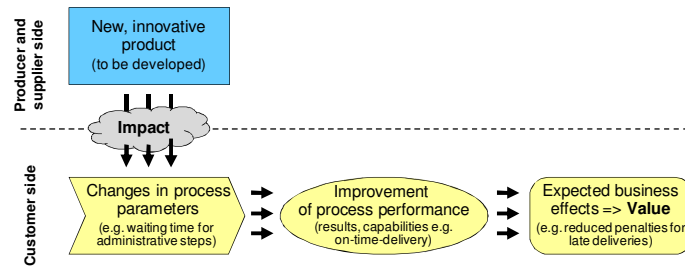 Producer and
supplier side
New, innovative
product
(to be developed)
Impact
Customer side
Changes in process
parameters
(e.g. waiting time for
administrative steps)
Improvement
of process performance
(results, capabilities e.g.
on-time-delivery)
Expected business
effects => Value
(e.g. reduced penalties for
late deliveries)